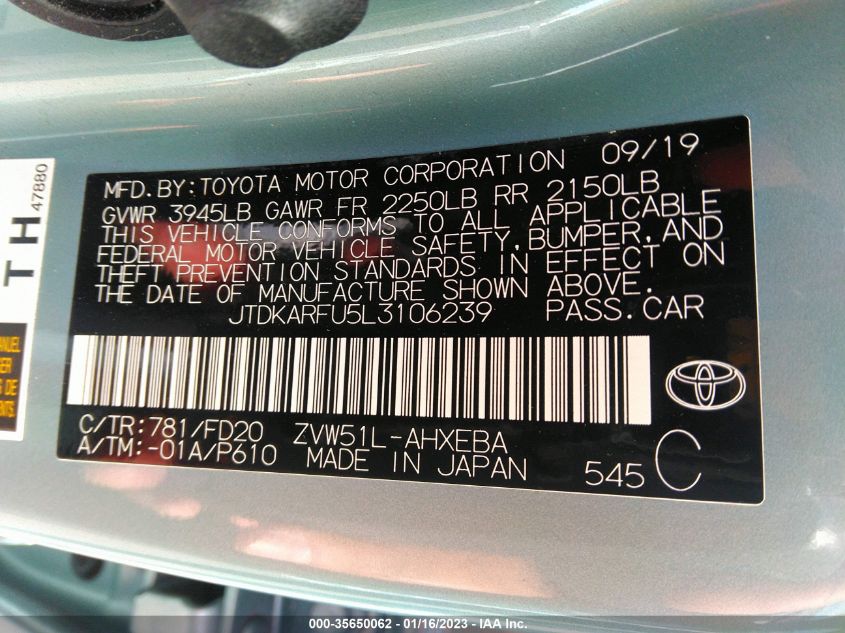 MFD. BY: TOYOTA MOTOR CORPORATION 09/19
GVWR 3945LB GAWR FR 2250LB RR 2150LB
THIS VEHICLE CONFORMS TO ALL APPLICABLE
FEDERAL MOTOR VEHICLE SAFETY, BUMPER, AND
THEFT PREVENTION STANDARDS IN EFFECT ON
THE DATE OF MANUFACTURE SHOWN ABOVE.
JTDKARFU5L3106239 PASS. CAR
C/TR: 781/FD20 ZVW51L-AHXEBA
A/TM: -01A/P610 MADE IN JAPAN 545 C
TH
47880
000-35650062 - 01/16/2023 - IAA Inc.